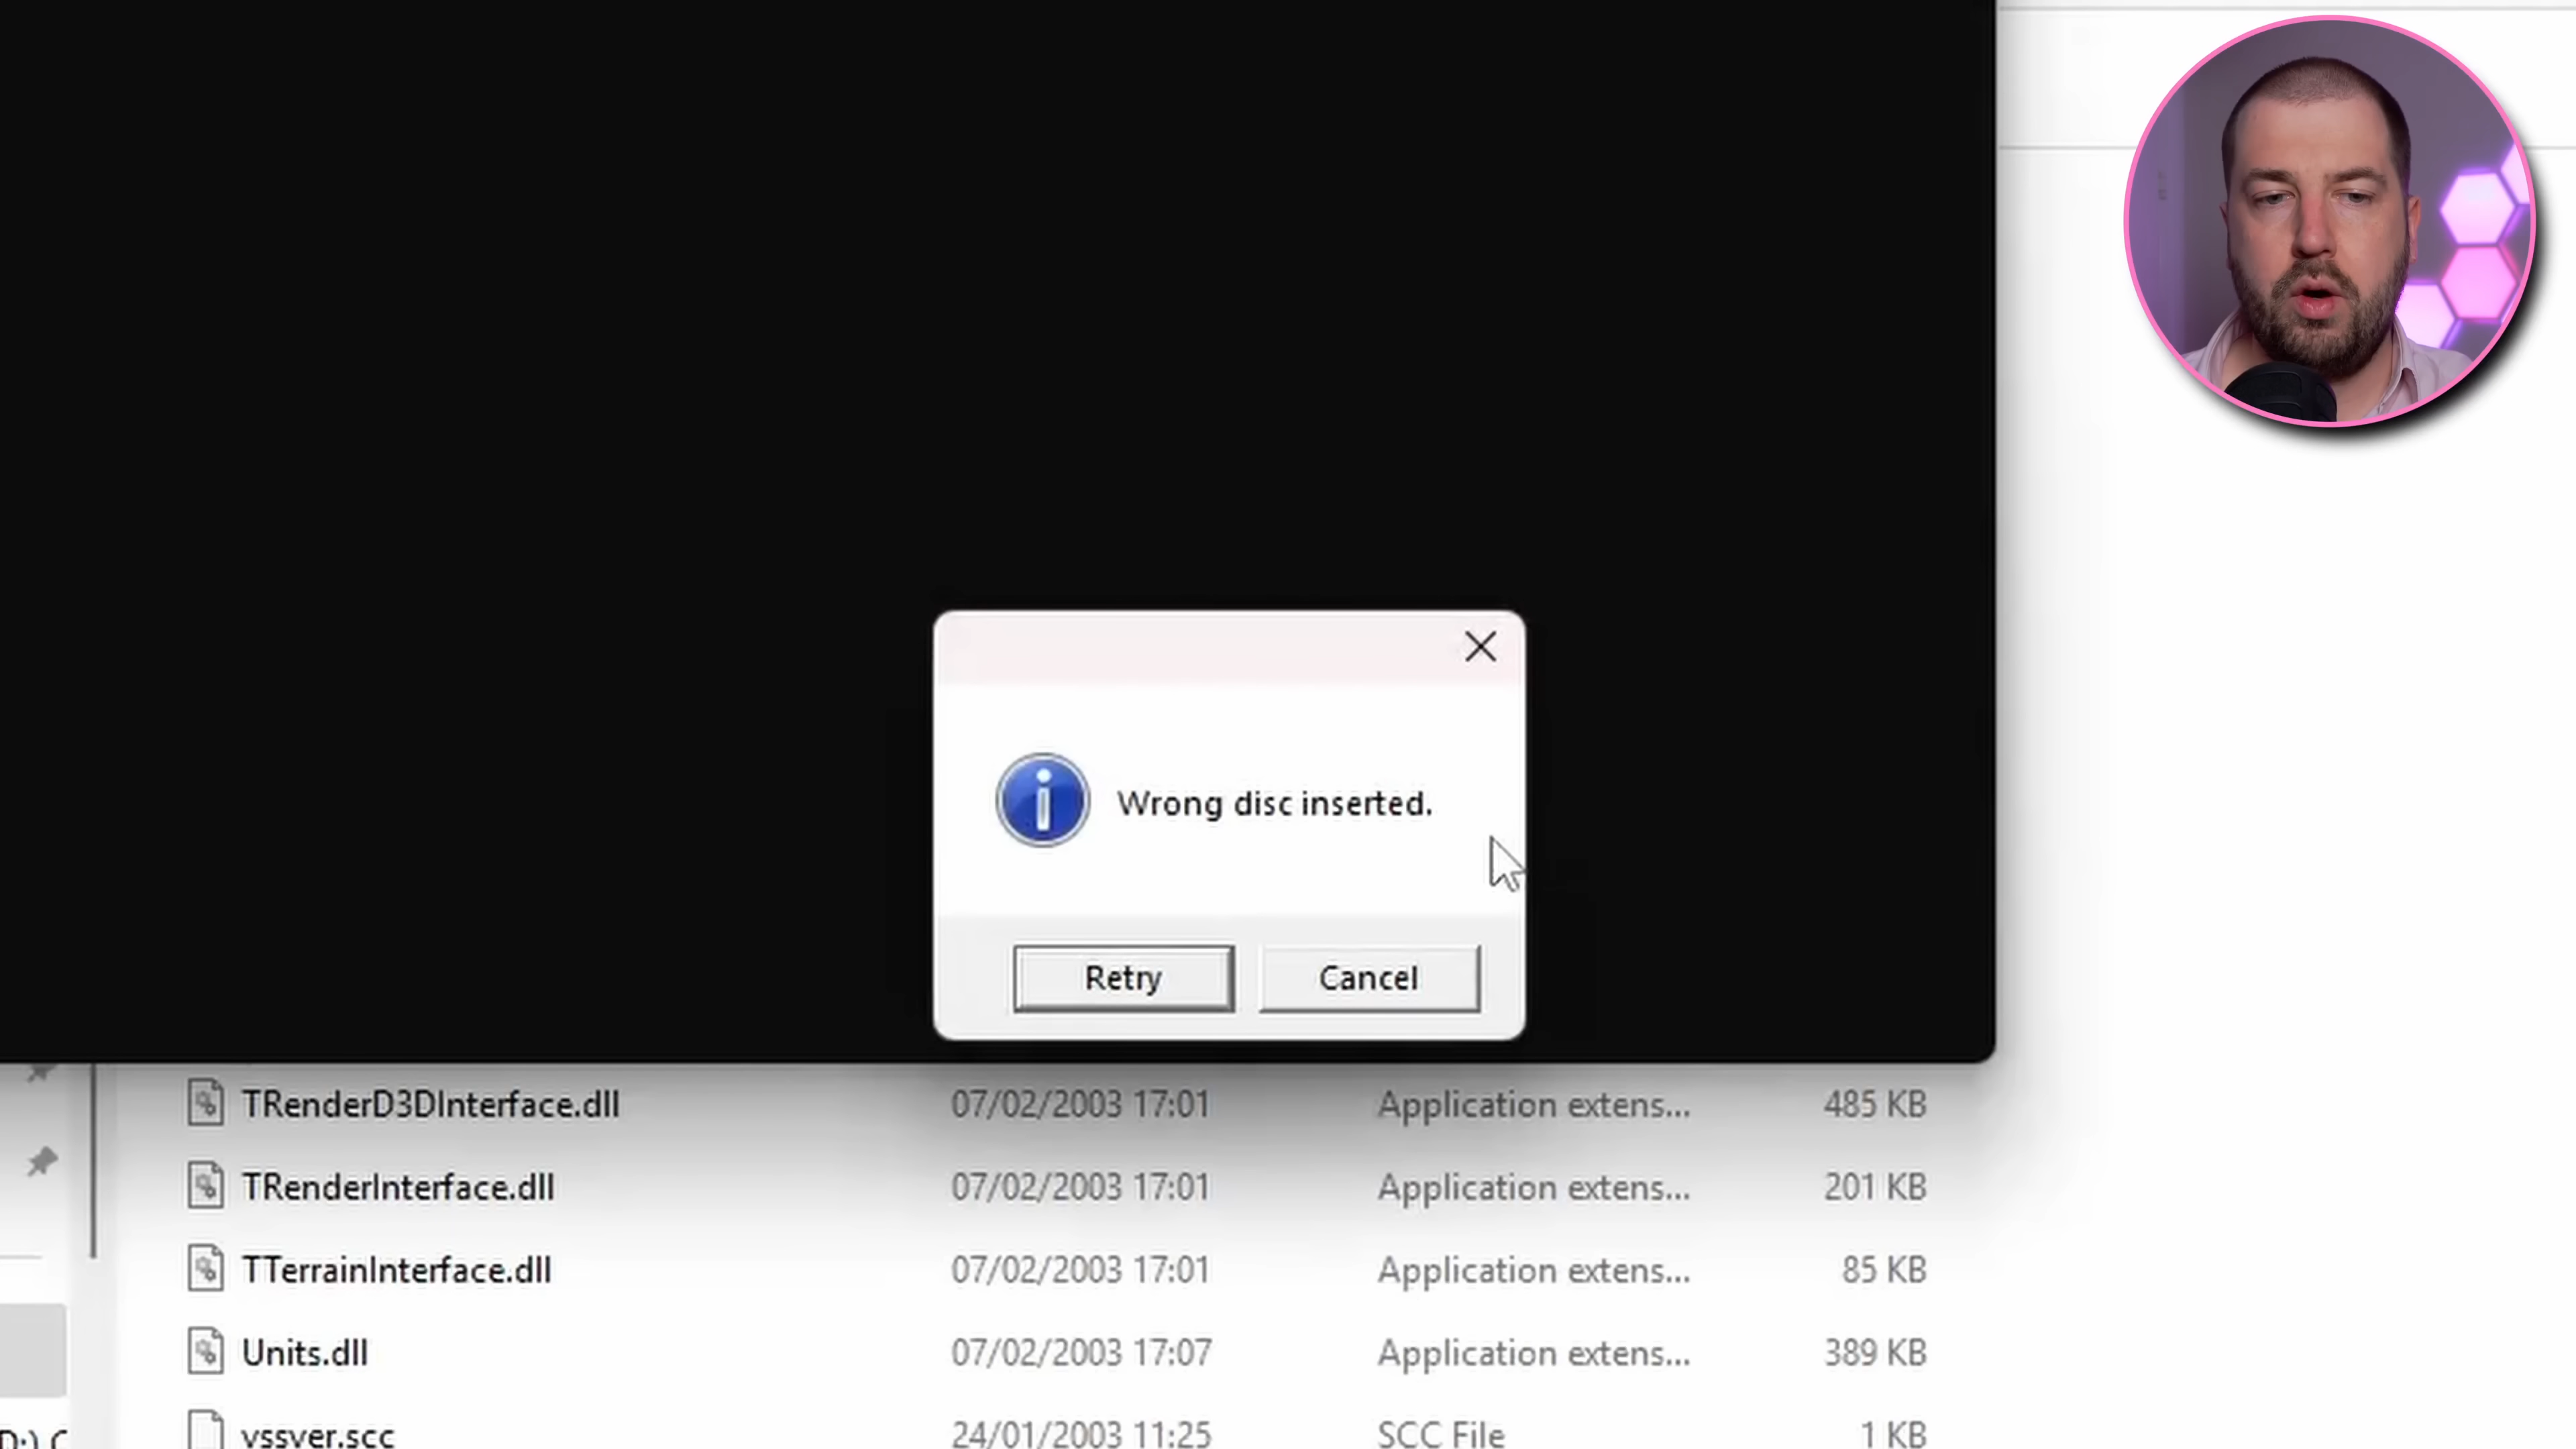 Wrong disc inserted.
Retry Cancel
TRenderD3DInterface.dll 07/02/2003 17:01 Application extens... 485 KB
TRenderInterface.dll 07/02/2003 17:01 Application extens... 201 KB
TTerrainInterface.dll 07/02/2003 17:01 Application extens... 85 KB
Units.dll 07/02/2003 17:07 Application extens... 389 KB
vssver.scc 24/01/2003 11:25 SCC File 1 KB